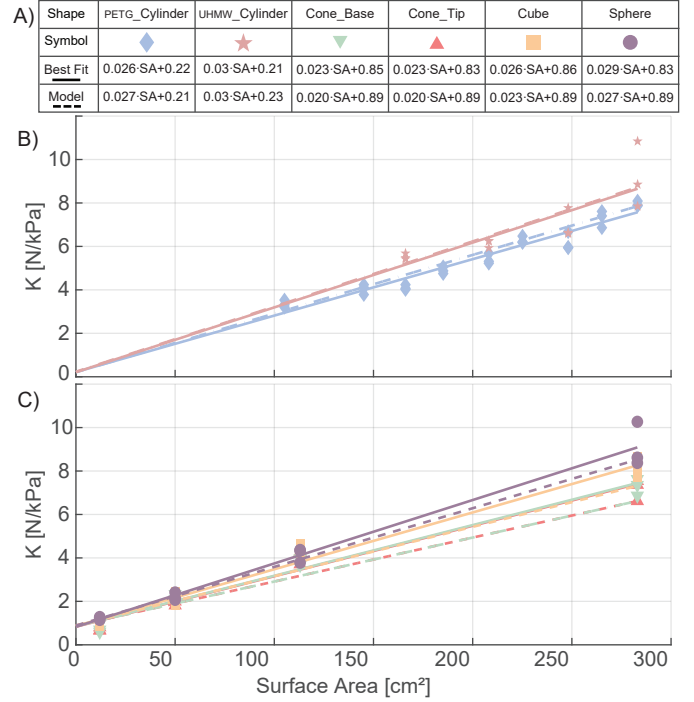 A)
Shape PETG_Cylinder UHMW_Cylinder Cone_Base Cone_Tip Cube Sphere
Symbol
Best Fit 0.026·SA+0.22 0.03·SA+0.21 0.023·SA+0.85 0.023·SA+0.83 0.026·SA+0.86 0.029·SA+0.83
Model 0.027·SA+0.21 0.03·SA+0.23 0.020·SA+0.89 0.020·SA+0.89 0.023·SA+0.89 0.027·SA+0.89
B)
K [N/kPa]
10
8
6
4
2
0
C)
K [N/kPa]
10
8
6
4
2
0
0 50 100 150 200 250 300
Surface Area [cm²]